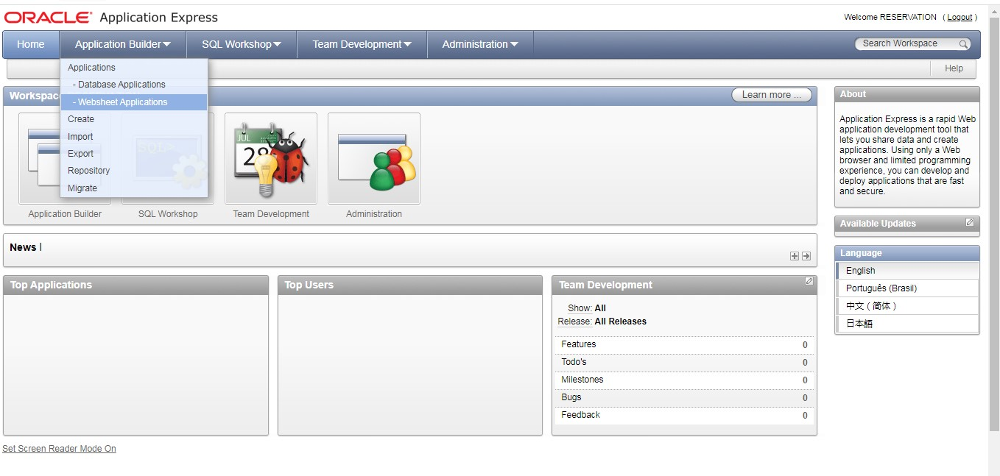 ORACLE Application Express
Welcome RESERVATION ( Logout )
Home Application Builder SQL Workshop Team Development Administration Search Workspace
Help
Applications
- Database Applications
- Websheet Applications
Create
Import
Export
Repository
Migrate
Learn more ...
JUL
28
Application Builder SQL Workshop Team Development Administration
News |
Top Applications
Top Users
Team Development
Show: All
Release: All Releases
Features 0
Todo's 0
Milestones 0
Bugs 0
Feedback 0
About
Application Express is a rapid Web
application development tool that
lets you share data and create
applications. Using only a Web
browser and limited programming
experience, you can develop and
deploy applications that are fast
and secure.
Available Updates
Language
English
Português (Brasil)
中文 ( 简体 )
日本語
Set Screen Reader Mode On